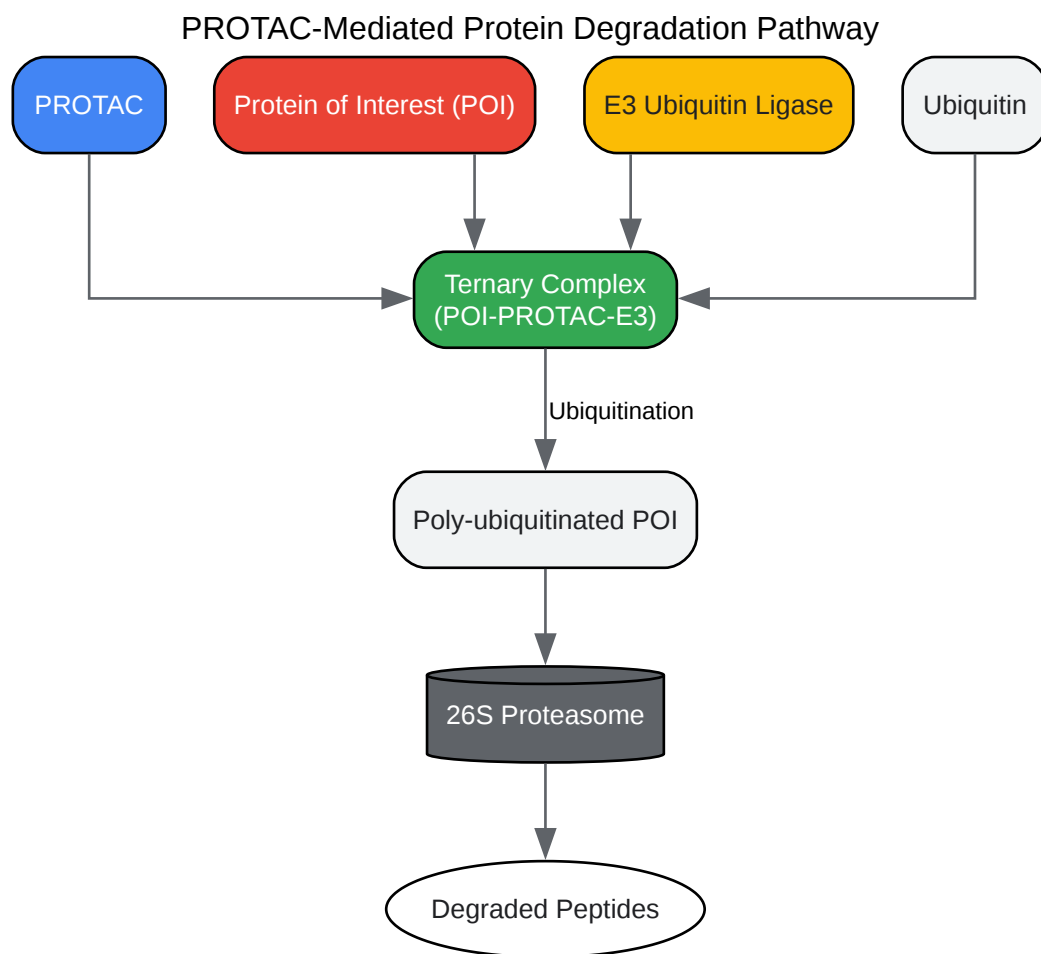 PROTAC-Mediated Protein Degradation Pathway
PROTAC
Protein of Interest (POI)
E3 Ubiquitin Ligase
Ubiquitin
Ternary Complex
(POI-PROTAC-E3)
Ubiquitination
Poly-ubiquitinated POI
26S Proteasome
Degraded Peptides